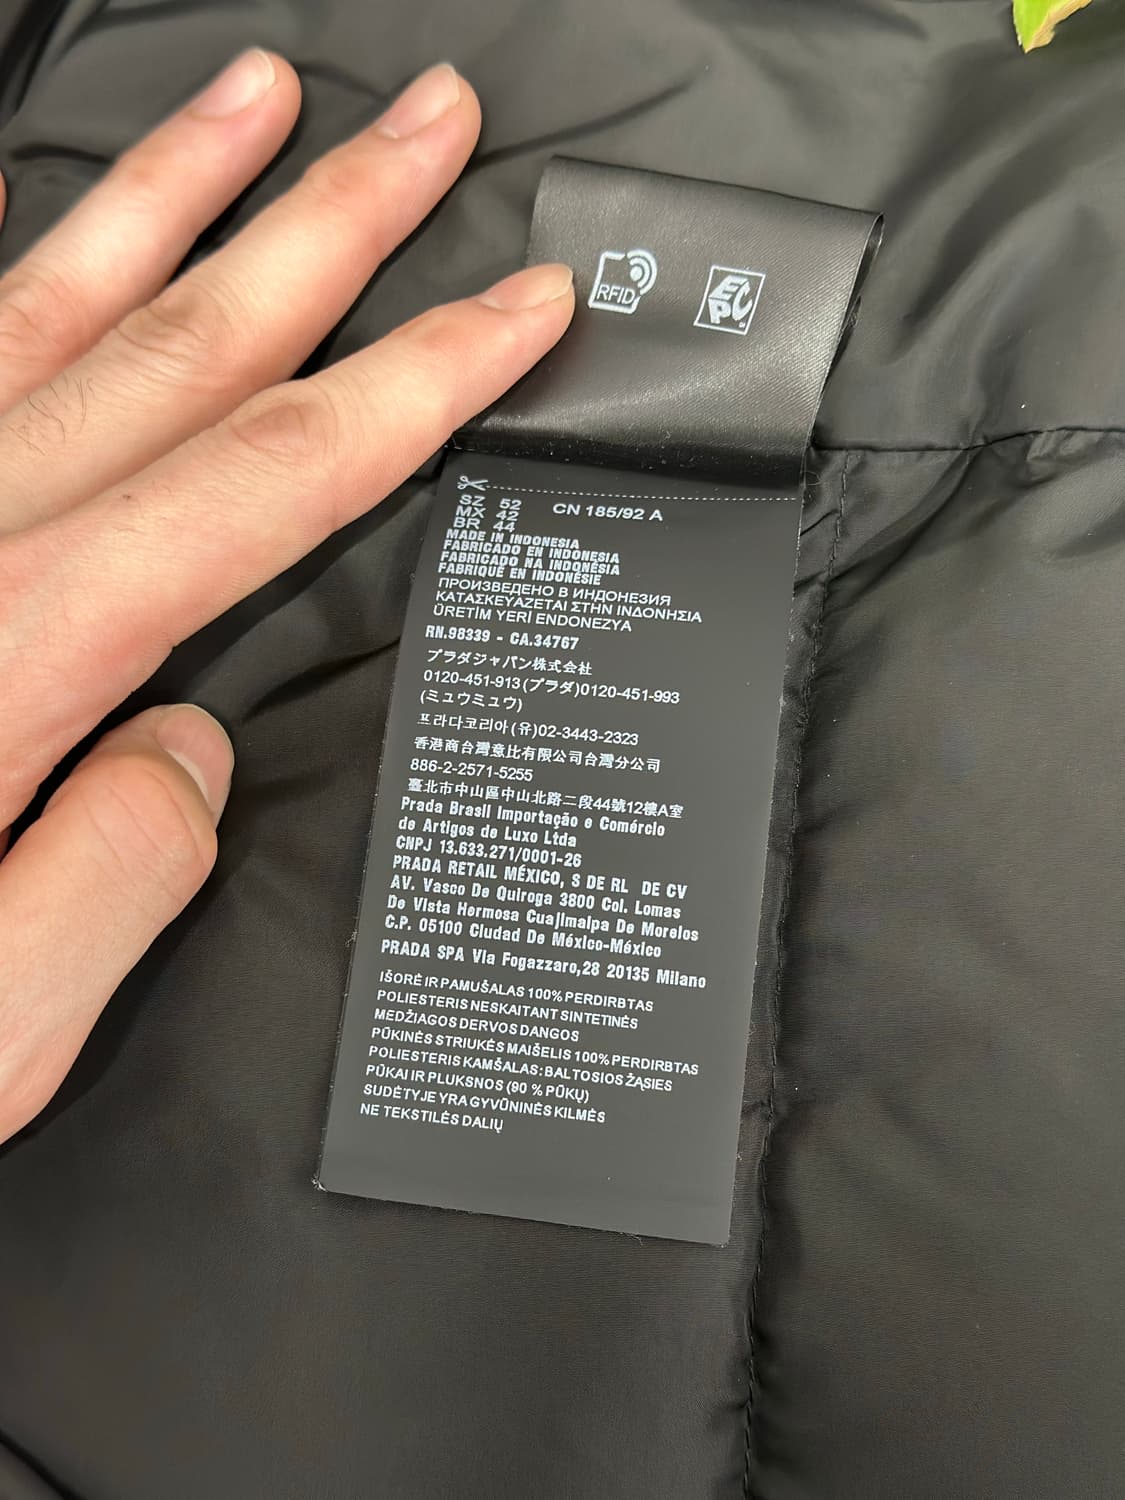 RFID
EPC
SZ 52 CN 185/92 A
MX 42
BR 44
MADE IN INDONESIA
FABRICADO EN INDONESIA
FABRICADO NA INDONÉSIA
FABRIQUÉ EN INDONÉSIE
ПРОИЗВЕДЕНО В ИНДОНЕЗИЯ
ΚΑΤΑΣΚΕΥΑΖΕΤΑΙ ΣΤΗΝ ΙΝΔΟΝΗΣΙΑ
ÜRETİM YERİ ENDONEZYA
RN.98339 - CA.34767
プラダジャパン株式会社
0120-451-913(プラダ)0120-451-993
(ミュウミュウ)
프라다코리아(유)02-3443-2323
香港商台灣意比有限公司台灣分公司
886-2-2571-5255
臺北市中山區中山北路二段44號12樓A室
Prada Brasil Importação e Comércio
de Artigos de Luxo Ltda
CNPJ 13.633.271/0001-26
PRADA RETAIL MÉXICO, S DE RL DE CV
AV. Vasco De Quiroga 3800 Col. Lomas
De Vista Hermosa Cuajimalpa De Morelos
C.P. 05100 Ciudad De México-México
PRADA SPA Via Fogazzaro,28 20135 Milano
IŠORĖ IR PAMUŠALAS 100% PERDIRBTAS
POLIESTERIS NESKAITANT SINTETINĖS
MEDŽIAGOS DERVOS DANGOS
PŪKINĖS STRIUKĖS MAIŠELIS 100% PERDIRBTAS
POLIESTERIS KAMŠALAS: BALTOSIOS ŽĄSIES
PŪKAI IR PLUKSNOS (90 % PŪKŲ)
SUDĖTYJE YRA GYVŪNINĖS KILMĖS
NE TEKSTILĖS DALIŲ